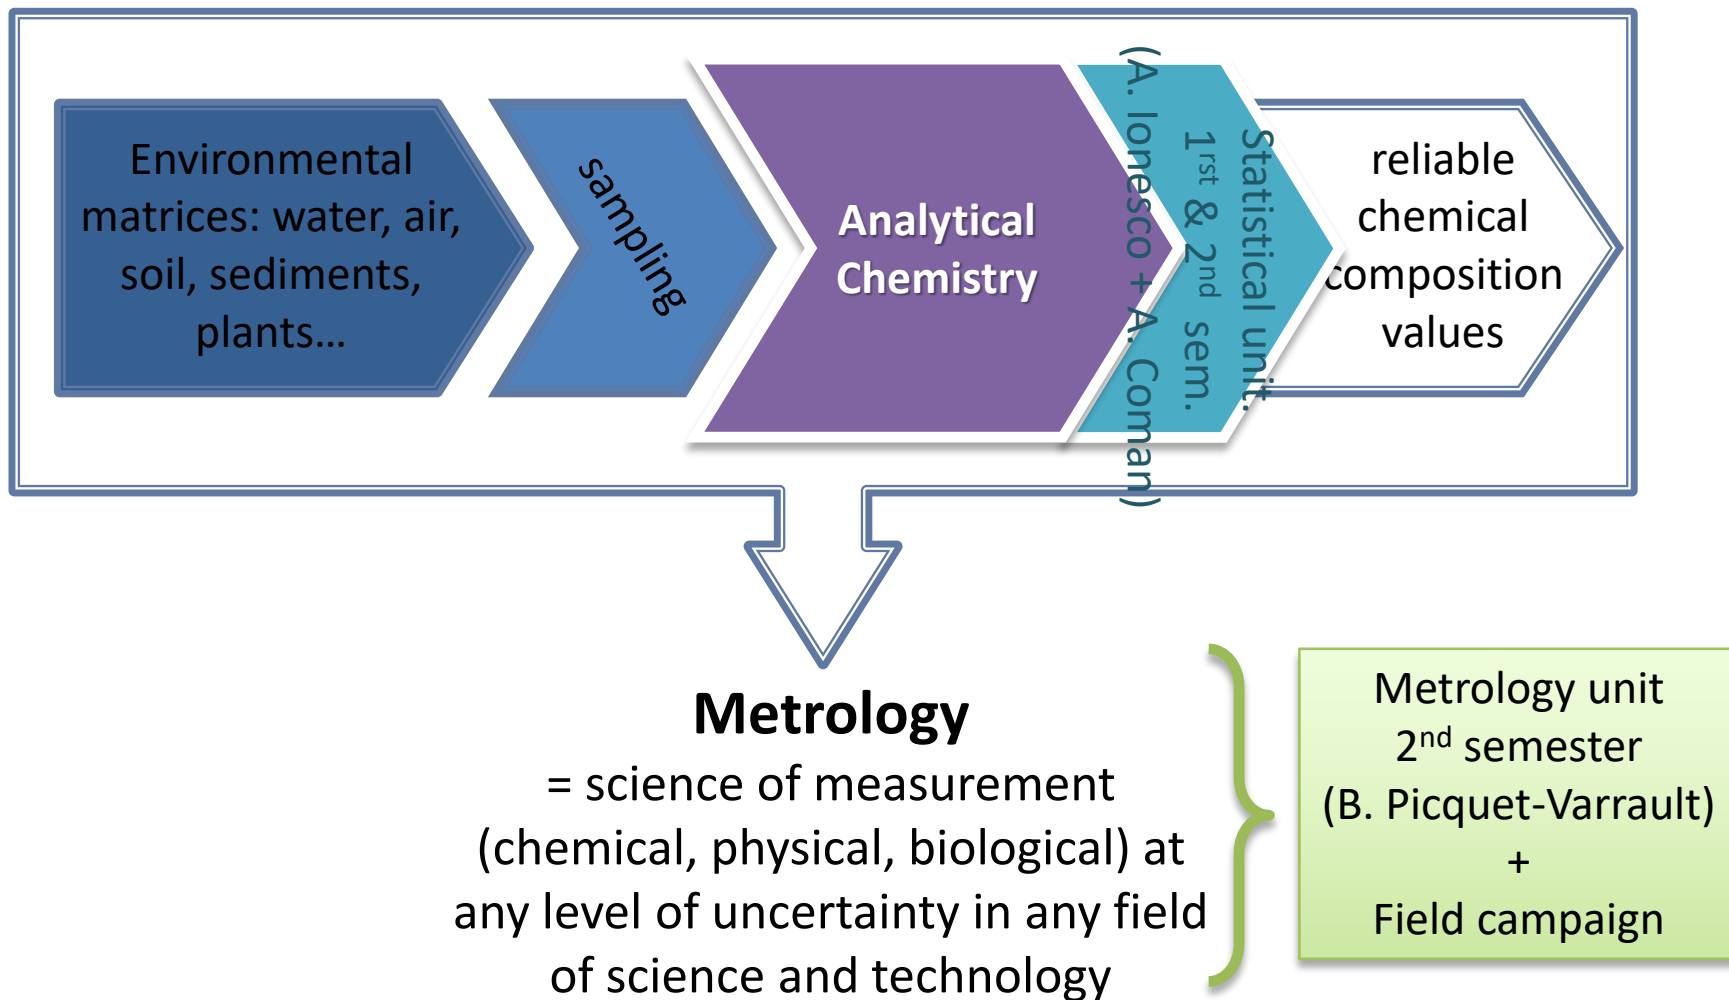 Environmental
matrices: water, air,
soil, sediments,
plants…
sampling
Analytical
Chemistry
Statistical unit.
1rst & 2nd sem.
(A. Ionesco + A. Coman)
reliable
chemical
composition
values
Metrology
= science of measurement
(chemical, physical, biological) at
any level of uncertainty in any field
of science and technology
Metrology unit
2nd semester
(B. Picquet-Varrault)
+
Field campaign